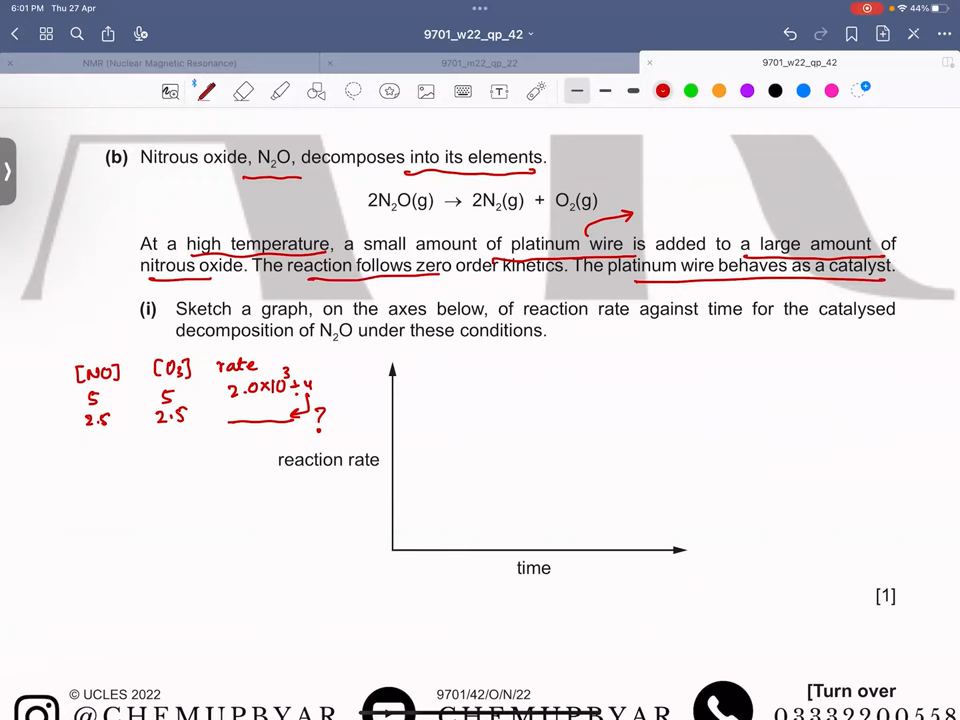 6:01 PM Thu 27 Apr
44%
9701_w22_qp_42
NMR (Nuclear Magnetic Resonance)
9701_m22_qp_22
9701_w22_qp_42
(b) Nitrous oxide, N₂O, decomposes into its elements.
2N₂O(g) → 2N₂(g) + O₂(g)
At a high temperature, a small amount of platinum wire is added to a large amount of
nitrous oxide. The reaction follows zero order kinetics. The platinum wire behaves as a catalyst.
(i) Sketch a graph, on the axes below, of reaction rate against time for the catalysed
decomposition of N₂O under these conditions.
[NO] [O₃] rate
5 5 2.0×10³ ÷ 4
2.5 2.5 ?
reaction rate
time
[1]
© UCLES 2022
9701/42/O/N/22
[Turn over
@CHEMUPBYAR
CHEMUPBYAR
03332200558